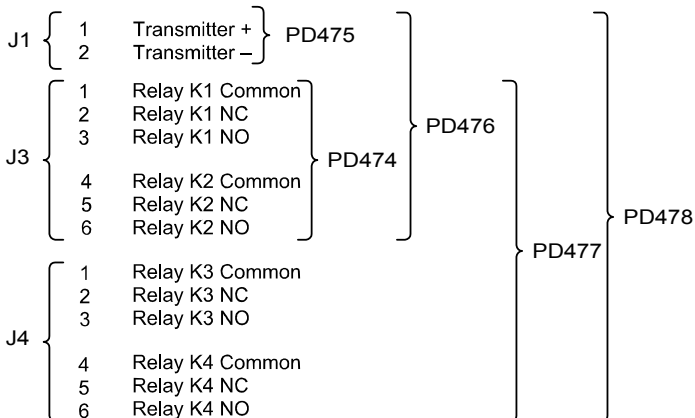 J1
1 Transmitter +
2 Transmitter –
PD475
J3
1 Relay K1 Common
2 Relay K1 NC
3 Relay K1 NO
4 Relay K2 Common
5 Relay K2 NC
6 Relay K2 NO
PD474
PD476
J4
1 Relay K3 Common
2 Relay K3 NC
3 Relay K3 NO
4 Relay K4 Common
5 Relay K4 NC
6 Relay K4 NO
PD477
PD478